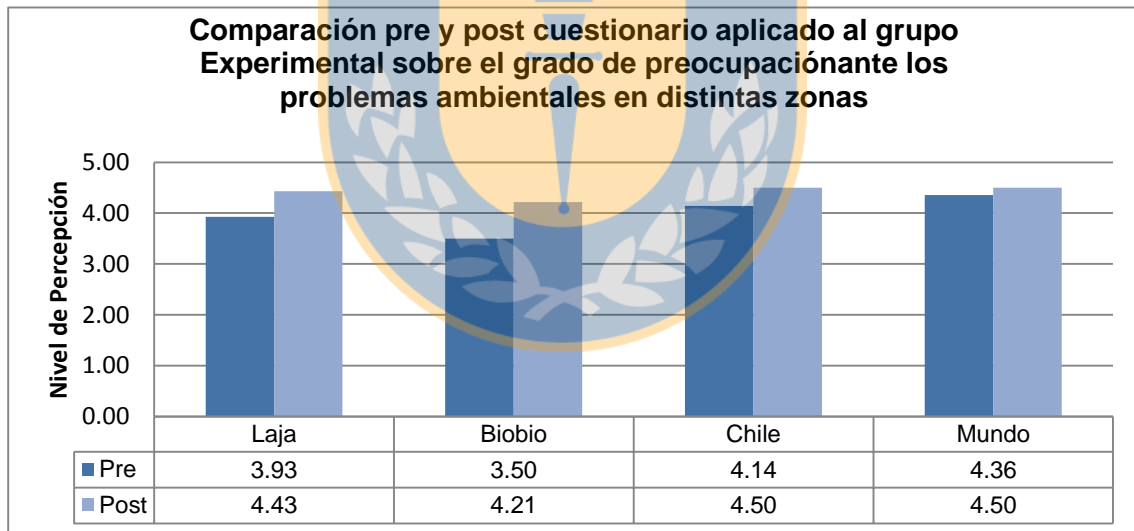 Comparación pre y post cuestionario aplicado al grupo
Experimental sobre el grado de preocupaciónante los
problemas ambientales en distintas zonas
Nivel de Percepción
5.00
4.00
3.00
2.00
1.00
0.00
Laja Biobio Chile Mundo
Pre 3.93 3.50 4.14 4.36
Post 4.43 4.21 4.50 4.50